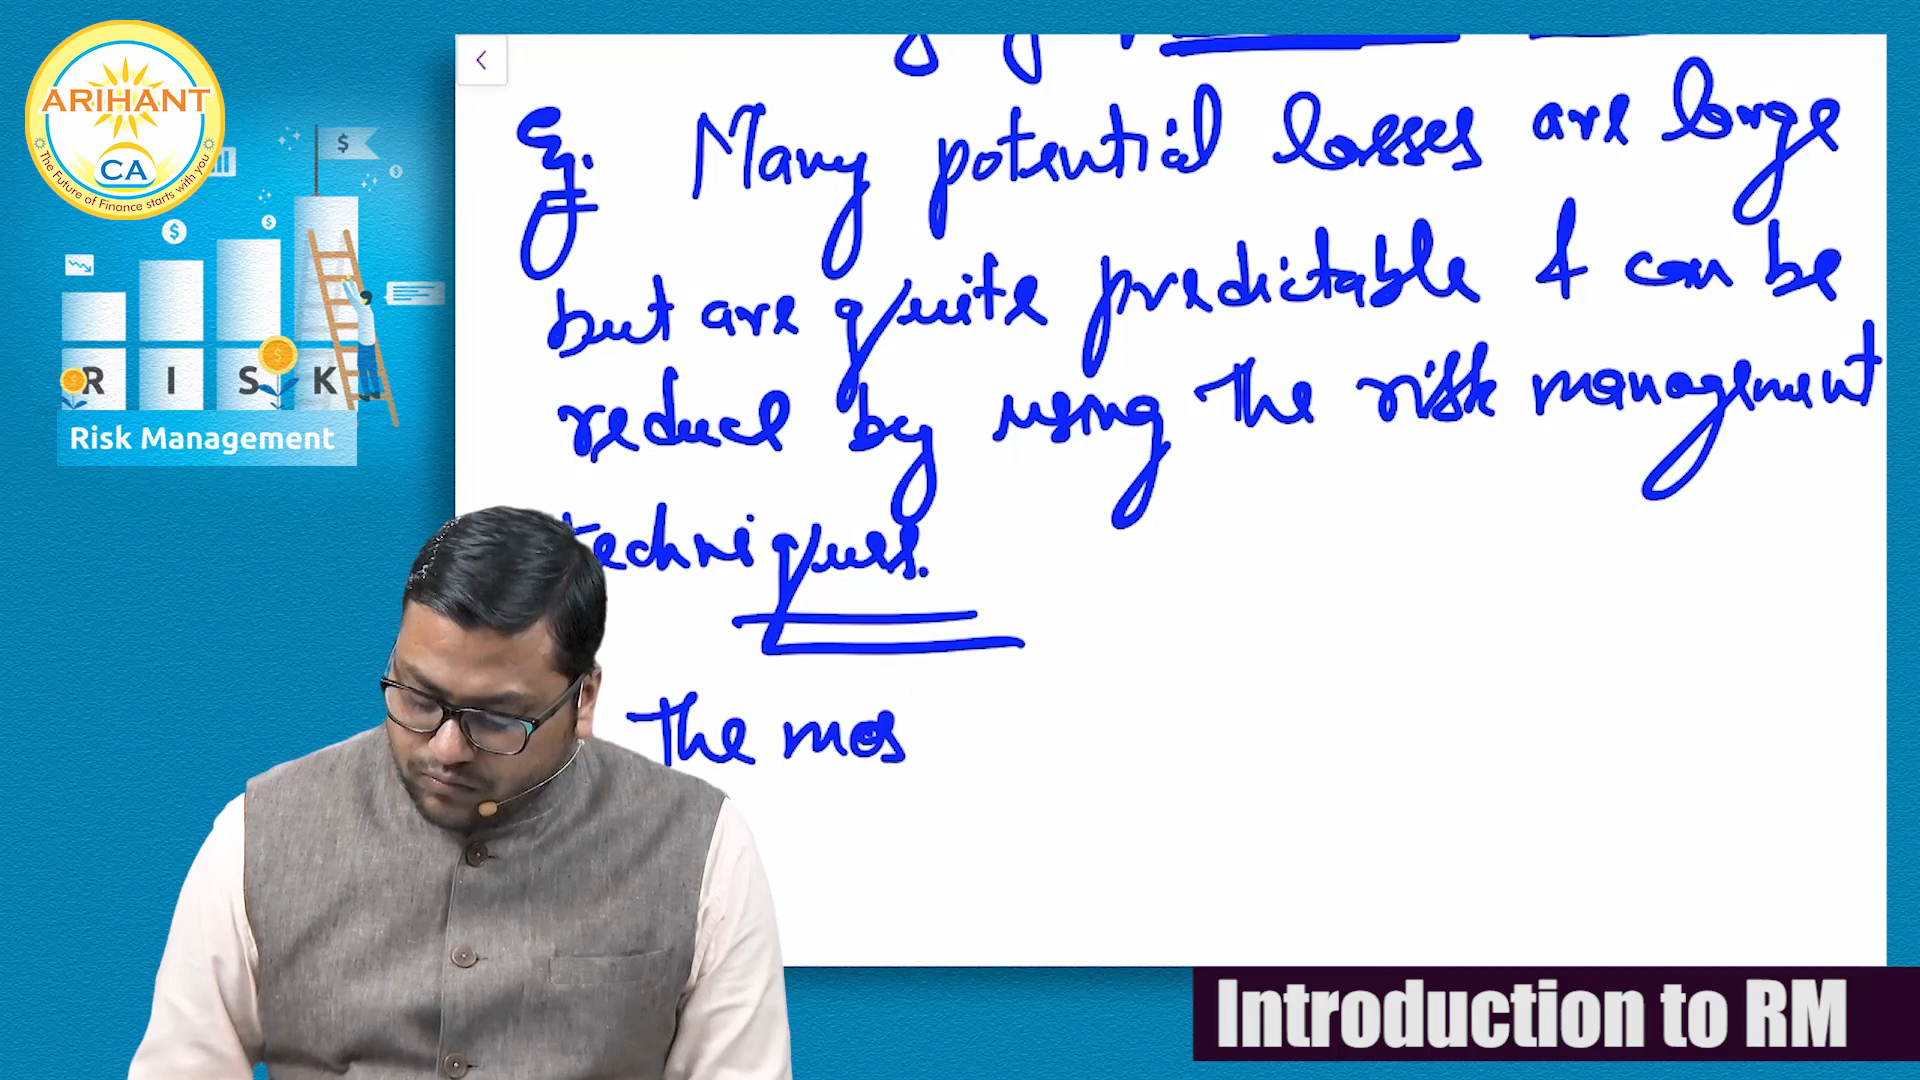 ARIHANT
CA
The Future of Finance starts with you
$
$
$
$
$
$
R I S K
Risk Management
Eg. Many potential losses are large
but are quite predictable & can be
reduce by using the risk management
techniques.
The mos
Introduction to RM